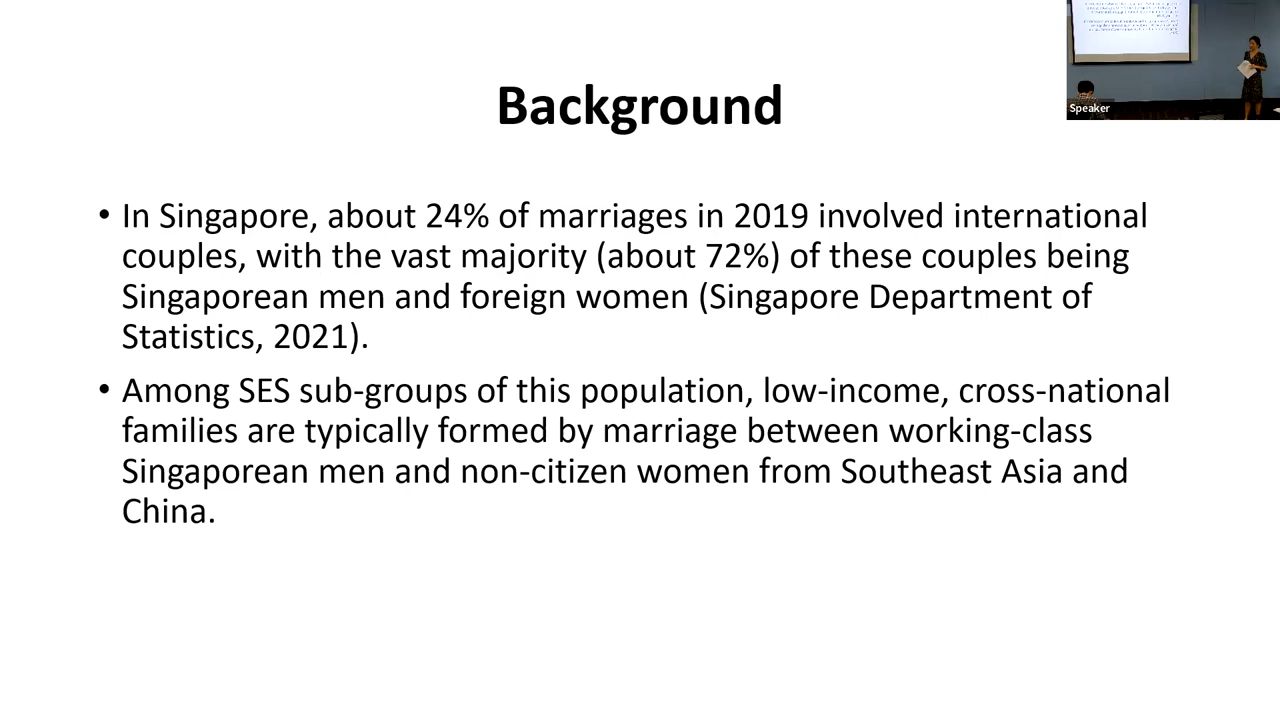 Background
• In Singapore, about 24% of marriages in 2019 involved international
couples, with the vast majority (about 72%) of these couples being
Singaporean men and foreign women (Singapore Department of
Statistics, 2021).
• Among SES sub-groups of this population, low-income, cross-national
families are typically formed by marriage between working-class
Singaporean men and non-citizen women from Southeast Asia and
China.
Speaker